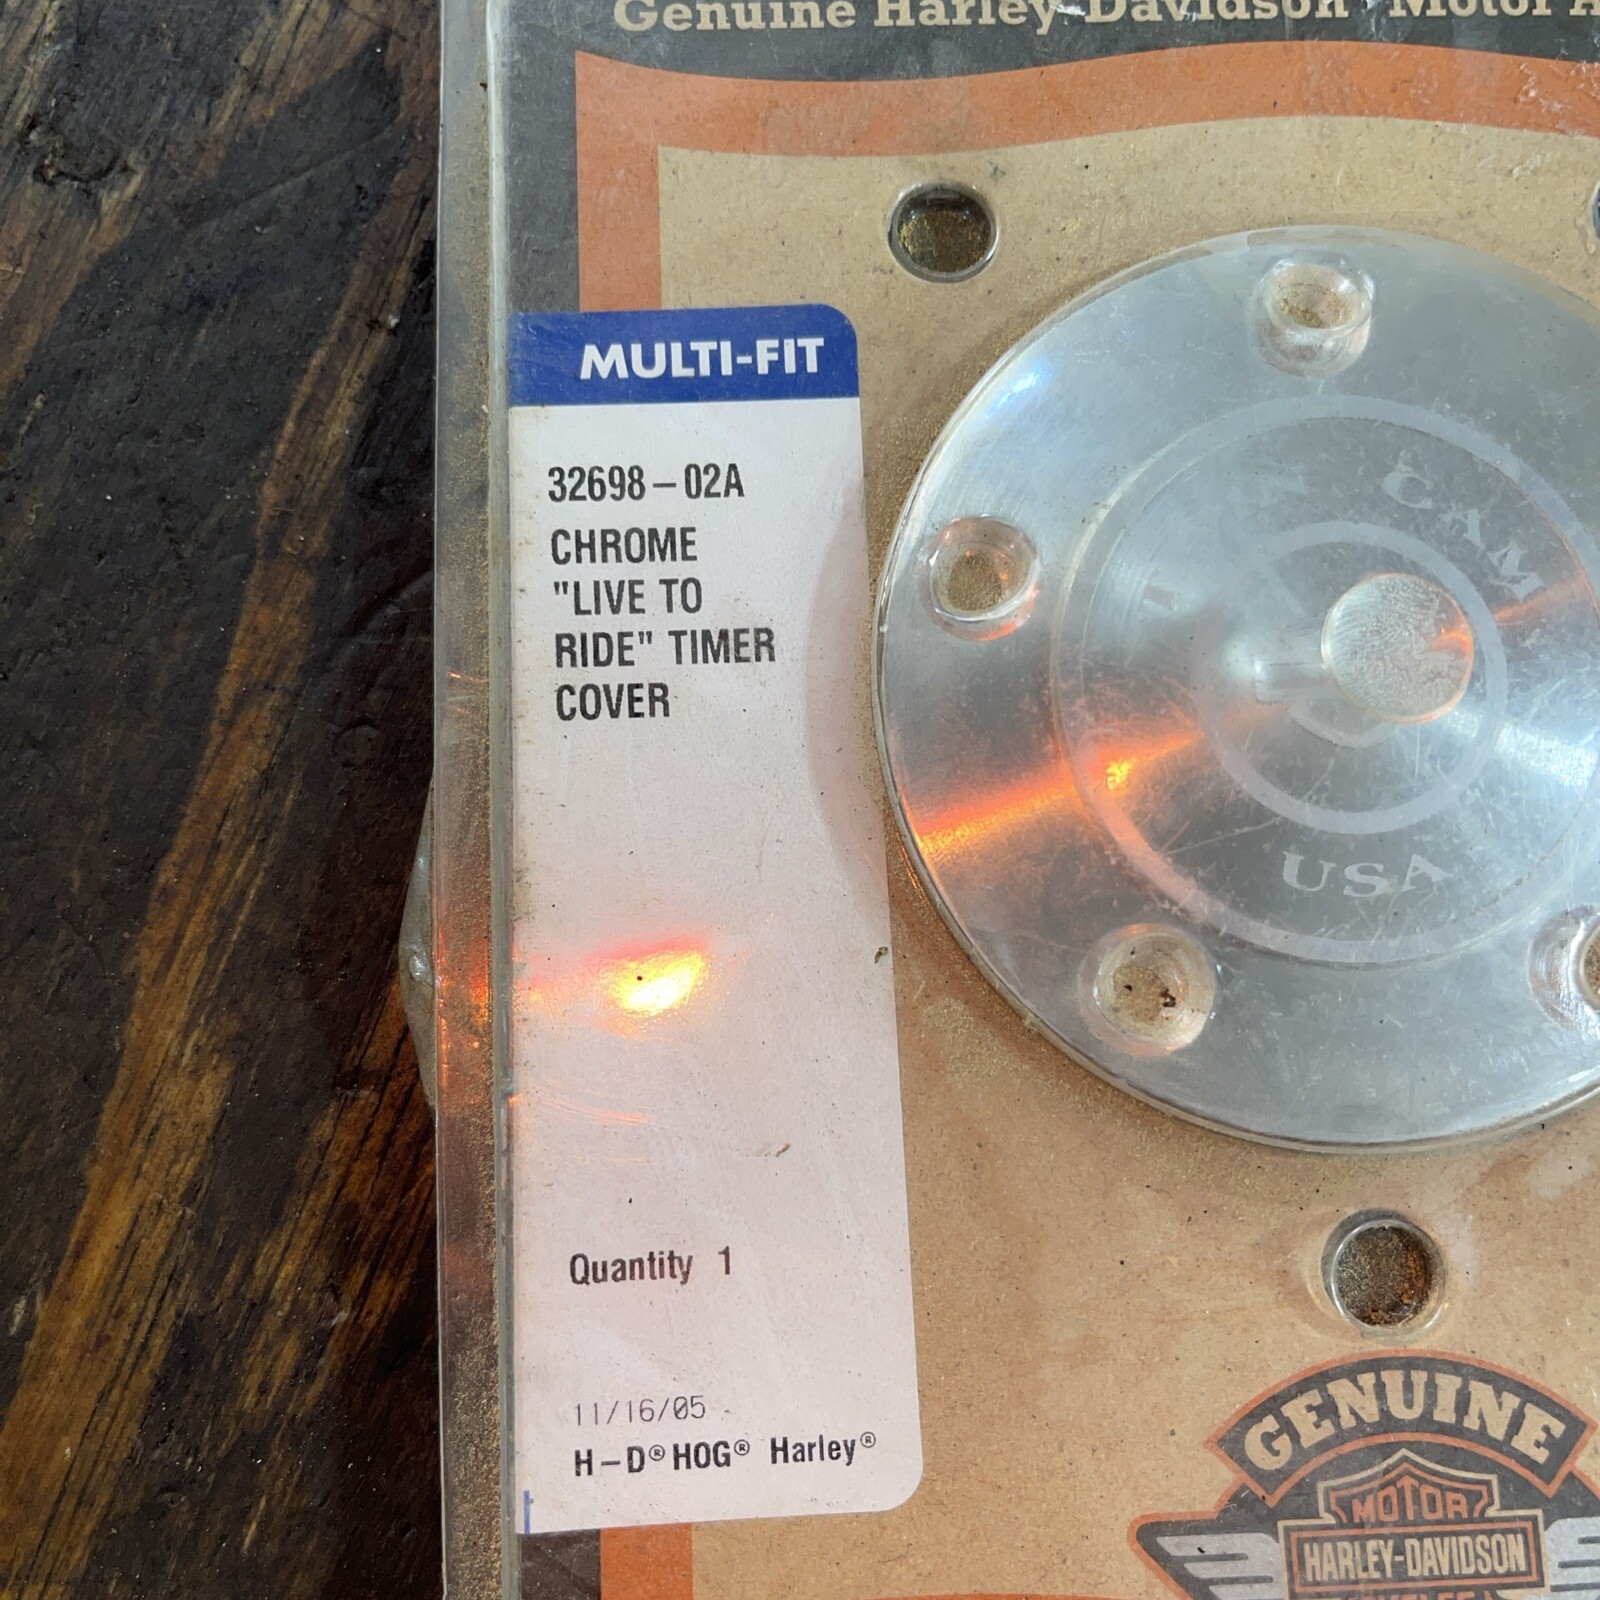 Genuine Harley-Davidson Motor A
MULTI-FIT
32698-02A
CHROME
"LIVE TO
RIDE" TIMER
COVER
Quantity 1
11/16/05
H-D® HOG® Harley®
CAM
USA
GENUINE
MOTOR
HARLEY-DAVIDSON